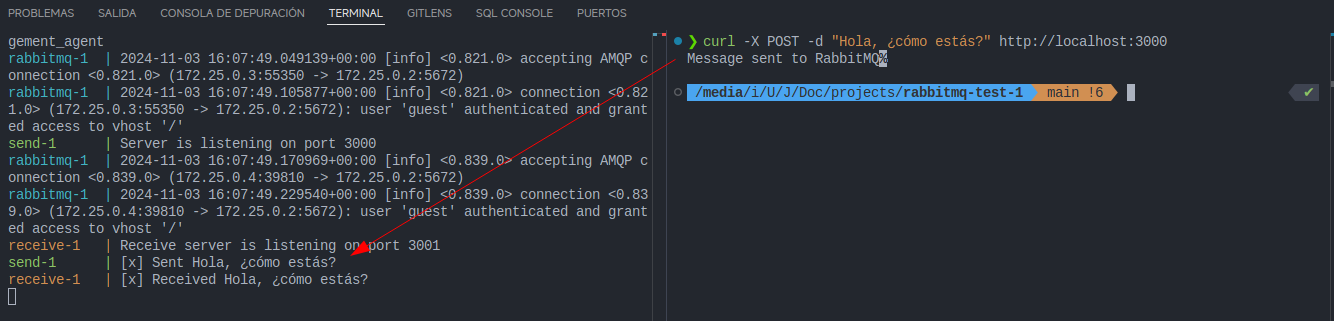 PROBLEMAS SALIDA CONSOLA DE DEPURACIÓN TERMINAL GITLENS SQL CONSOLE PUERTOS
gement_agent
rabbitmq-1 | 2024-11-03 16:07:49.049139+00:00 [info] <0.821.0> accepting AMQP c
onnection <0.821.0> (172.25.0.3:55350 -> 172.25.0.2:5672)
rabbitmq-1 | 2024-11-03 16:07:49.105877+00:00 [info] <0.821.0> connection <0.82
1.0> (172.25.0.3:55350 -> 172.25.0.2:5672): user 'guest' authenticated and grant
ed access to vhost '/'
send-1 | Server is listening on port 3000
rabbitmq-1 | 2024-11-03 16:07:49.170969+00:00 [info] <0.839.0> accepting AMQP c
onnection <0.839.0> (172.25.0.4:39810 -> 172.25.0.2:5672)
rabbitmq-1 | 2024-11-03 16:07:49.229540+00:00 [info] <0.839.0> connection <0.83
9.0> (172.25.0.4:39810 -> 172.25.0.2:5672): user 'guest' authenticated and grant
ed access to vhost '/'
receive-1 | Receive server is listening on port 3001
send-1 | [x] Sent Hola, ¿cómo estás?
receive-1 | [x] Received Hola, ¿cómo estás?
❯ curl -X POST -d "Hola, ¿cómo estás?" http://localhost:3000
Message sent to RabbitMQ%
/media/i/U/J/Doc/projects/rabbitmq-test-1 main !6 ✔